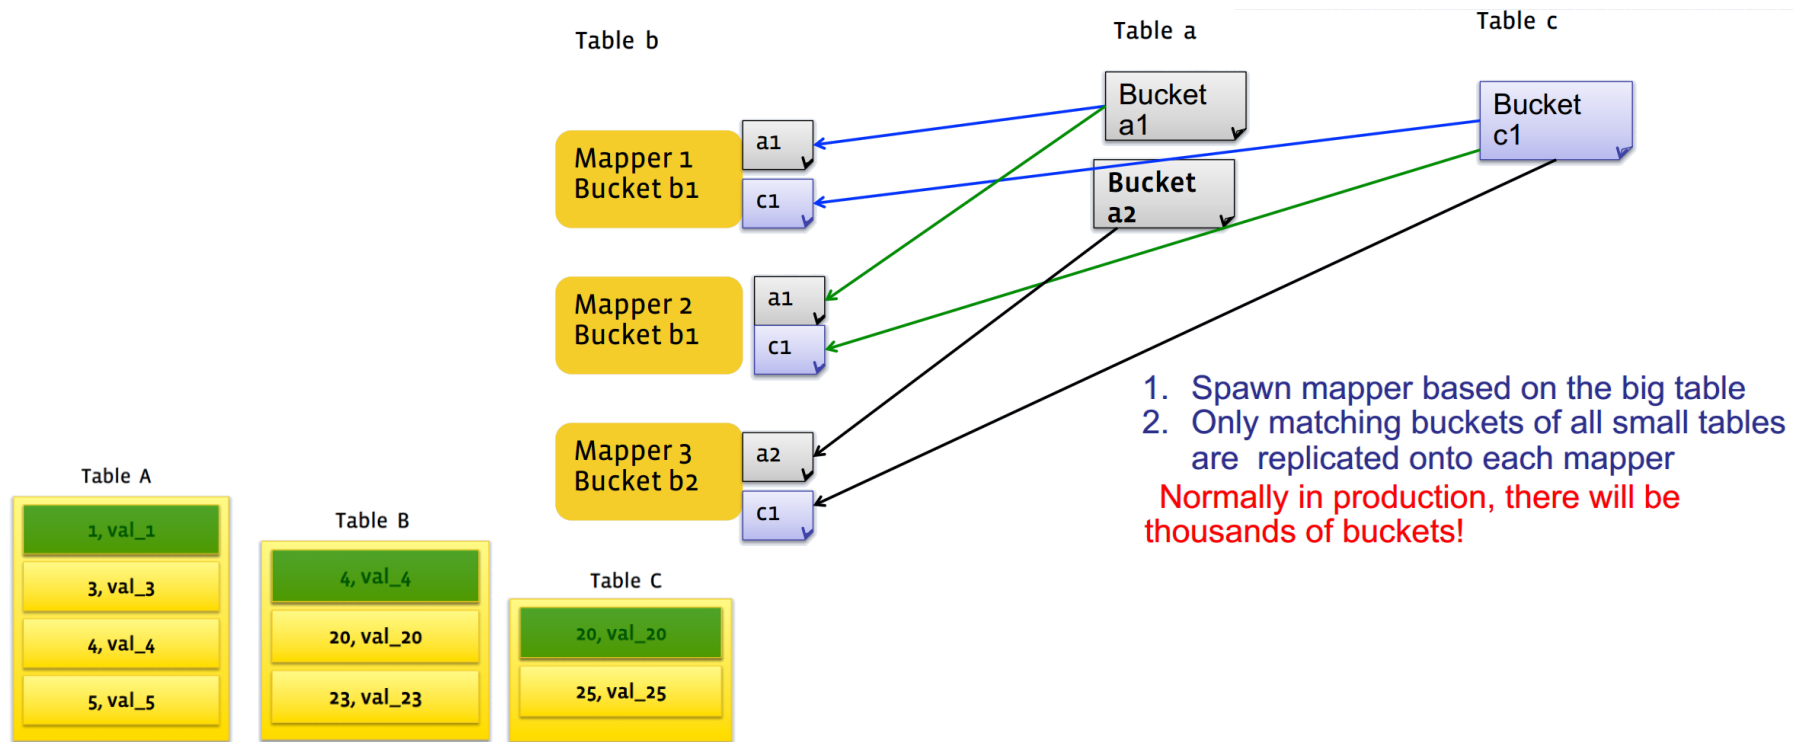 Table b
Table a
Table c
Mapper 1
Bucket b1
a1
c1
Bucket
a1
Bucket
a2
Bucket
c1
Mapper 2
Bucket b1
a1
c1
Mapper 3
Bucket b2
a2
c1
1. Spawn mapper based on the big table
2. Only matching buckets of all small tables
are replicated onto each mapper
Normally in production, there will be
thousands of buckets!
Table A
1, val_1
3, val_3
4, val_4
5, val_5
Table B
4, val_4
20, val_20
23, val_23
Table C
20, val_20
25, val_25